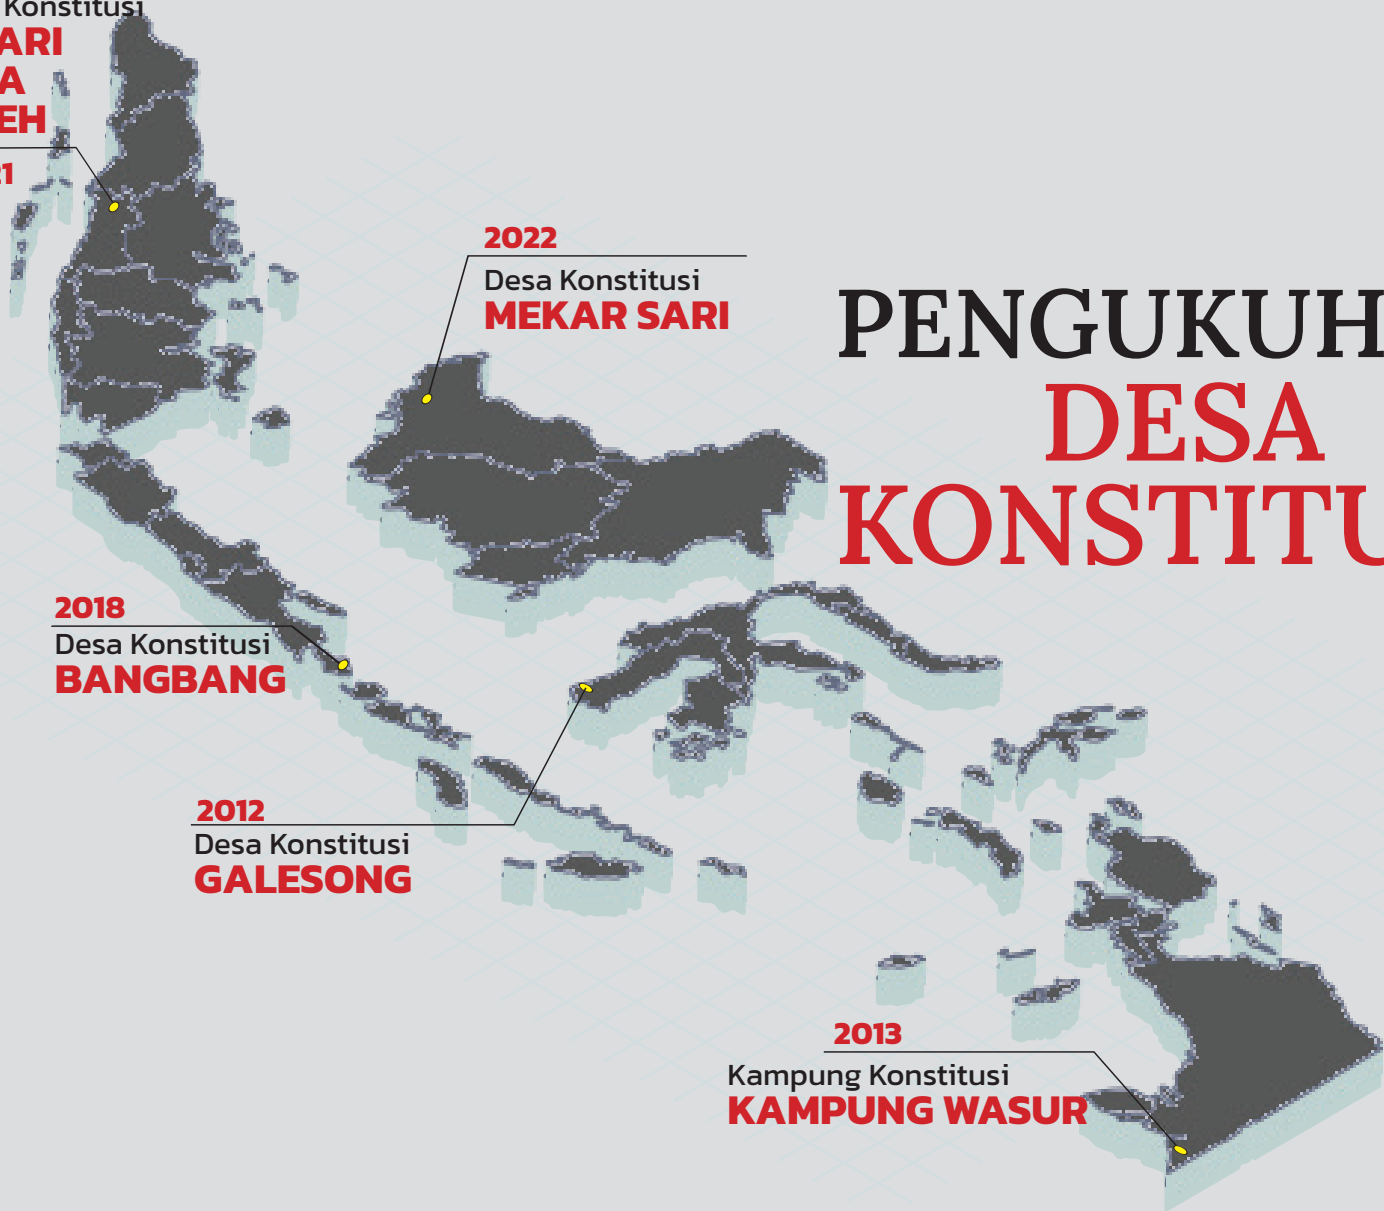 Konstitusi
ARI
A
EH
21
2022
Desa Konstitusi
MEKAR SARI
PENGUKUH
DESA
KONSTITU
2018
Desa Konstitusi
BANGBANG
2012
Desa Konstitusi
GALESONG
2013
Kampung Konstitusi
KAMPUNG WASUR